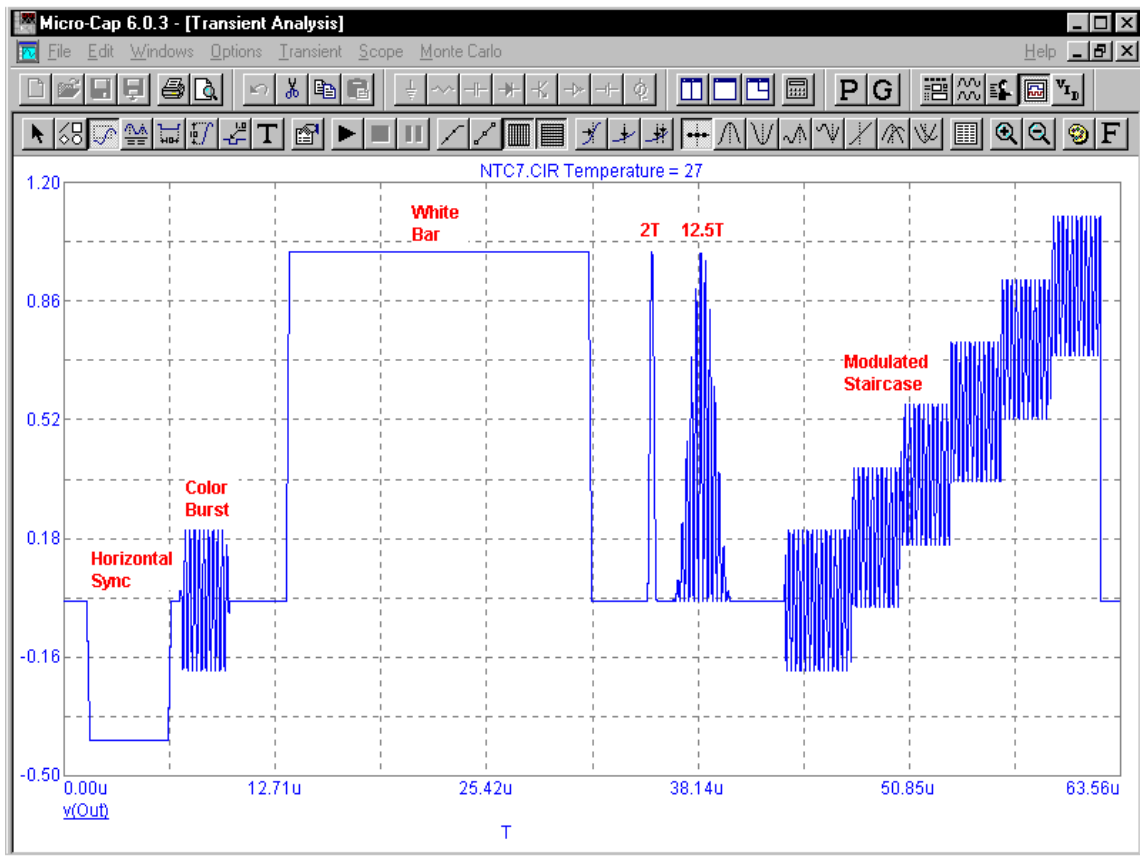 Micro-Cap 6.0.3 - [Transient Analysis]
File Edit Windows Options Transient Scope Monte Carlo Help
P G V I D
T F
NTC7.CIR Temperature = 27
1.20
0.86
0.52
0.18
-0.16
-0.50
White
Bar
2T 12.5T
Modulated
Staircase
Color
Burst
Horizontal
Sync
0.00u 12.71u 25.42u 38.14u 50.85u 63.56u
v(Out)
T